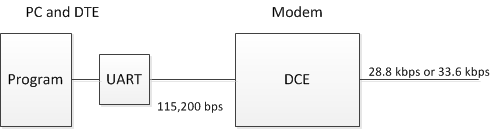 PC and DTE
Modem
Program
UART
DCE
28.8 kbps or 33.6 kbps
115,200 bps